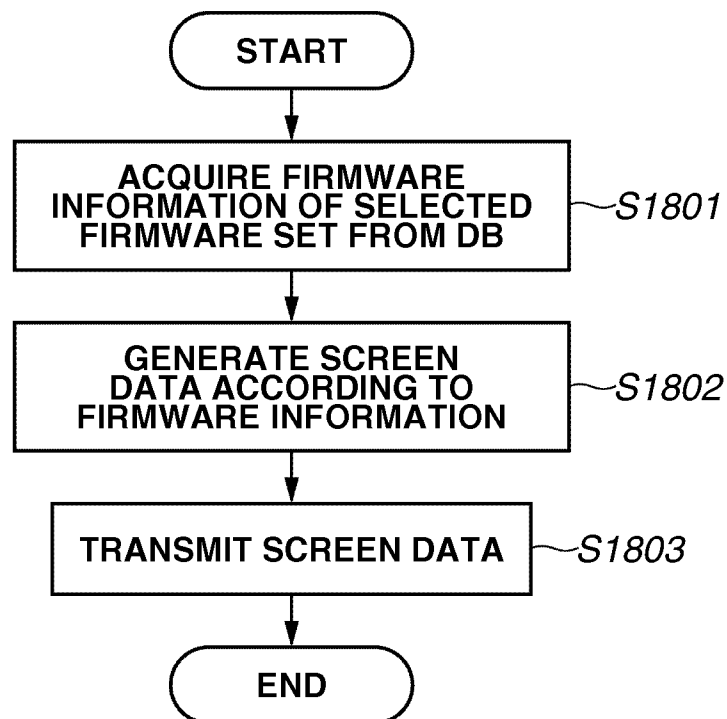 START
ACQUIRE FIRMWARE
INFORMATION OF SELECTED
FIRMWARE SET FROM DB
S1801
GENERATE SCREEN
DATA ACCORDING TO
FIRMWARE INFORMATION
S1802
TRANSMIT SCREEN DATA
S1803
END